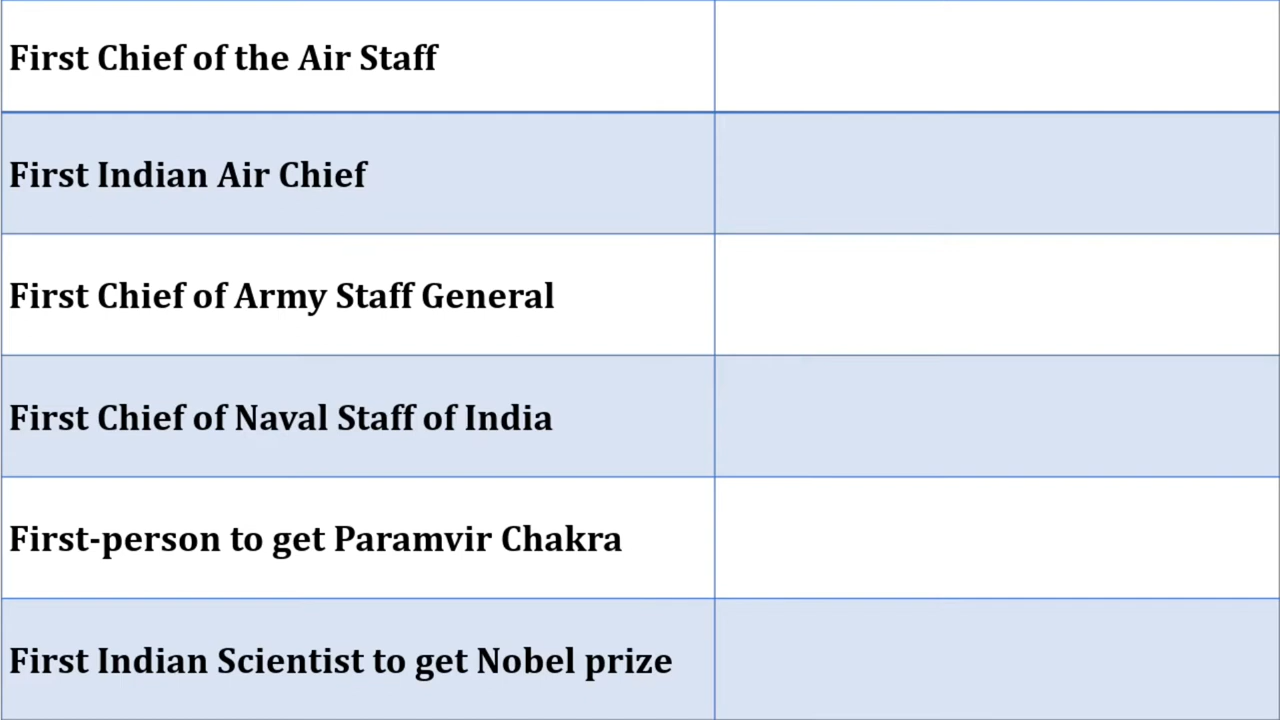 First Chief of the Air Staff
First Indian Air Chief
First Chief of Army Staff General
First Chief of Naval Staff of India
First-person to get Paramvir Chakra
First Indian Scientist to get Nobel prize